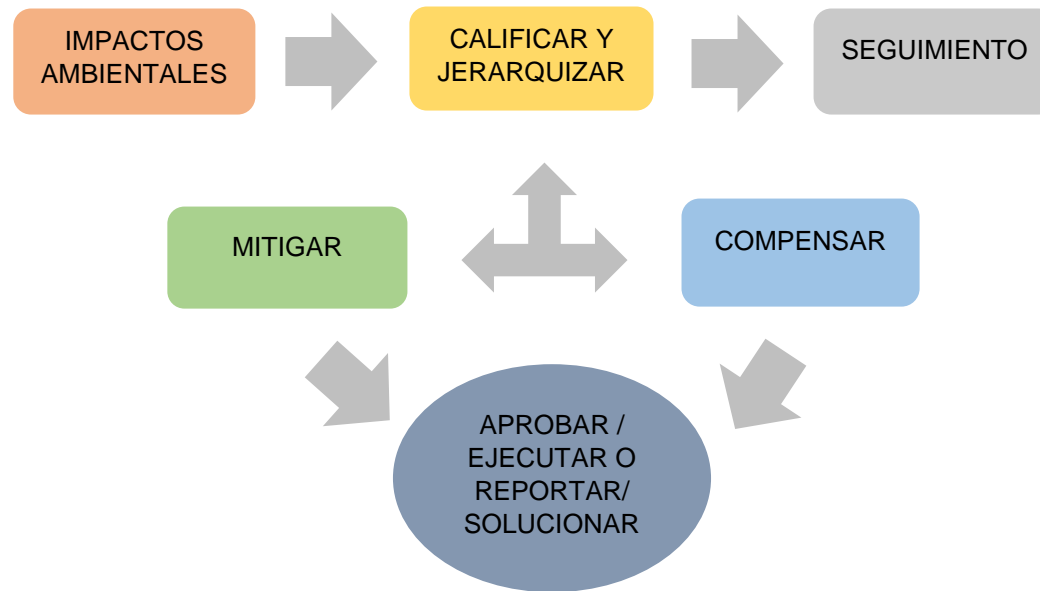 IMPACTOS
AMBIENTALES
CALIFICAR Y
JERARQUIZAR
SEGUIMIENTO
MITIGAR
COMPENSAR
APROBAR /
EJECUTAR O
REPORTAR/
SOLUCIONAR